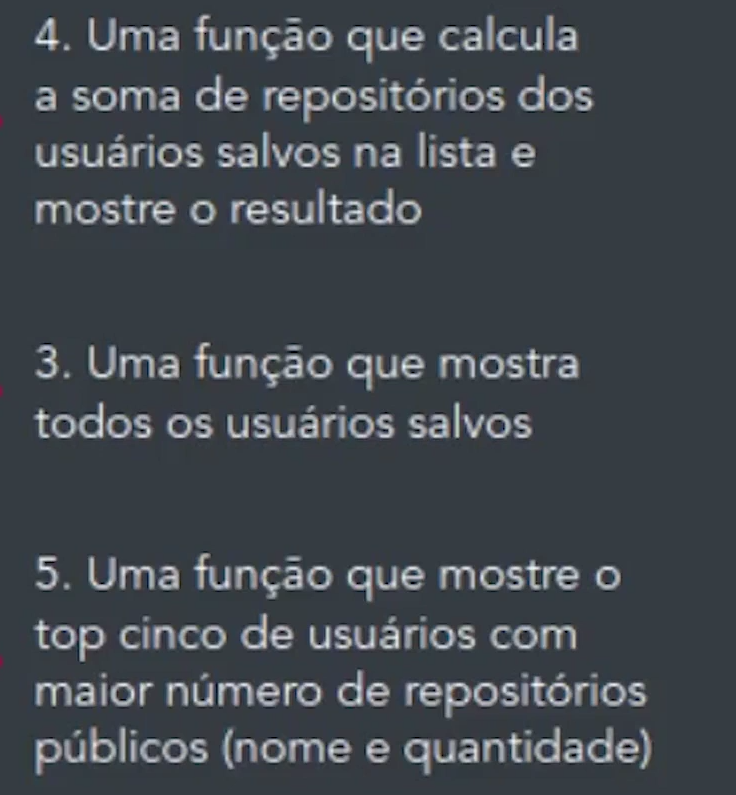 4. Uma função que calcula
a soma de repositórios dos
usuários salvos na lista e
mostre o resultado
3. Uma função que mostra
todos os usuários salvos
5. Uma função que mostre o
top cinco de usuários com
maior número de repositórios
públicos (nome e quantidade)